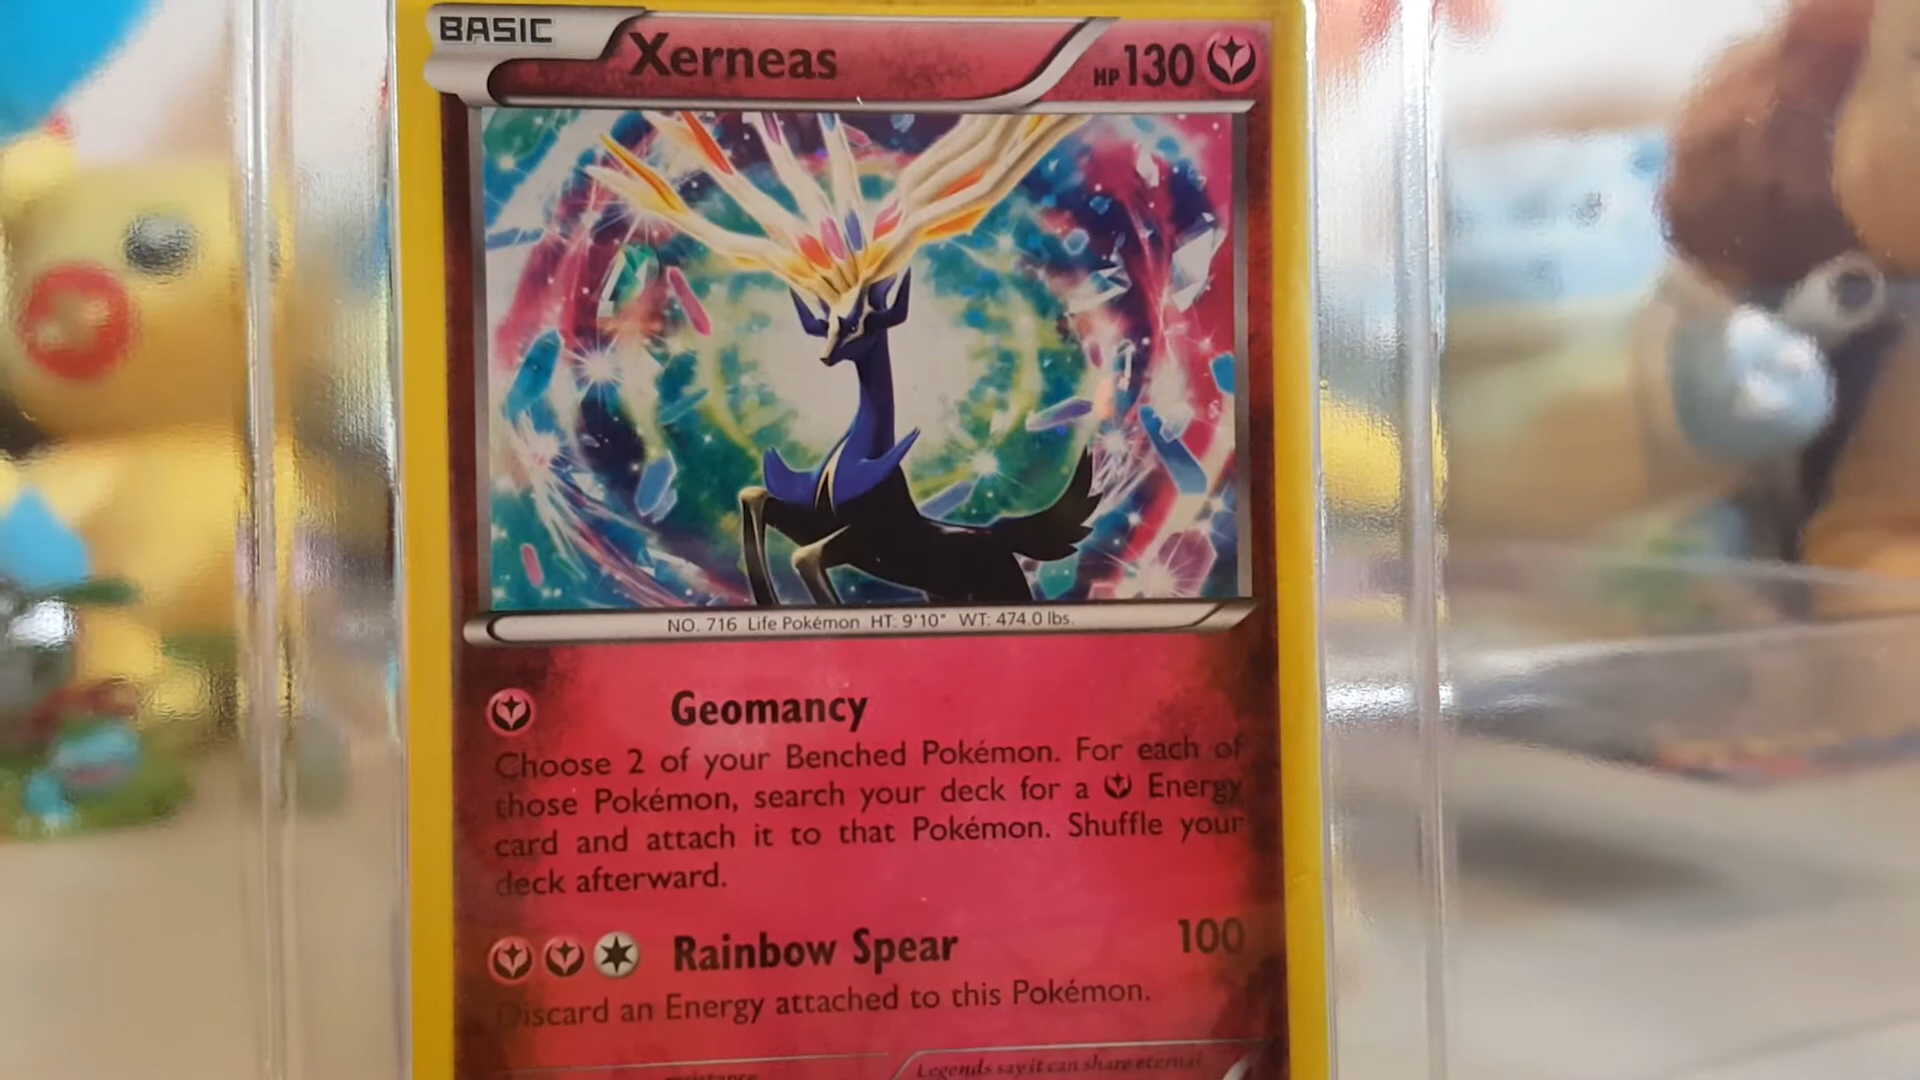 BASIC Xerneas HP 130
NO. 716 Life Pokémon HT: 9'10" WT: 474.0 lbs.
Geomancy
Choose 2 of your Benched Pokémon. For each of
those Pokémon, search your deck for a Energy
card and attach it to that Pokémon. Shuffle your
deck afterward.
Rainbow Spear 100
Discard an Energy attached to this Pokémon.
resistance
Legends say it can share eternal